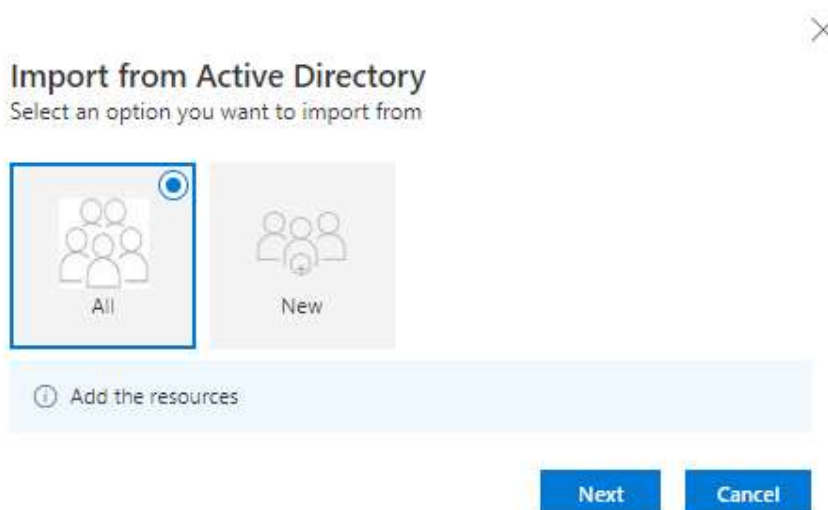 Import from Active Directory
Select an option you want to import from
All
New
Add the resources
Next
Cancel